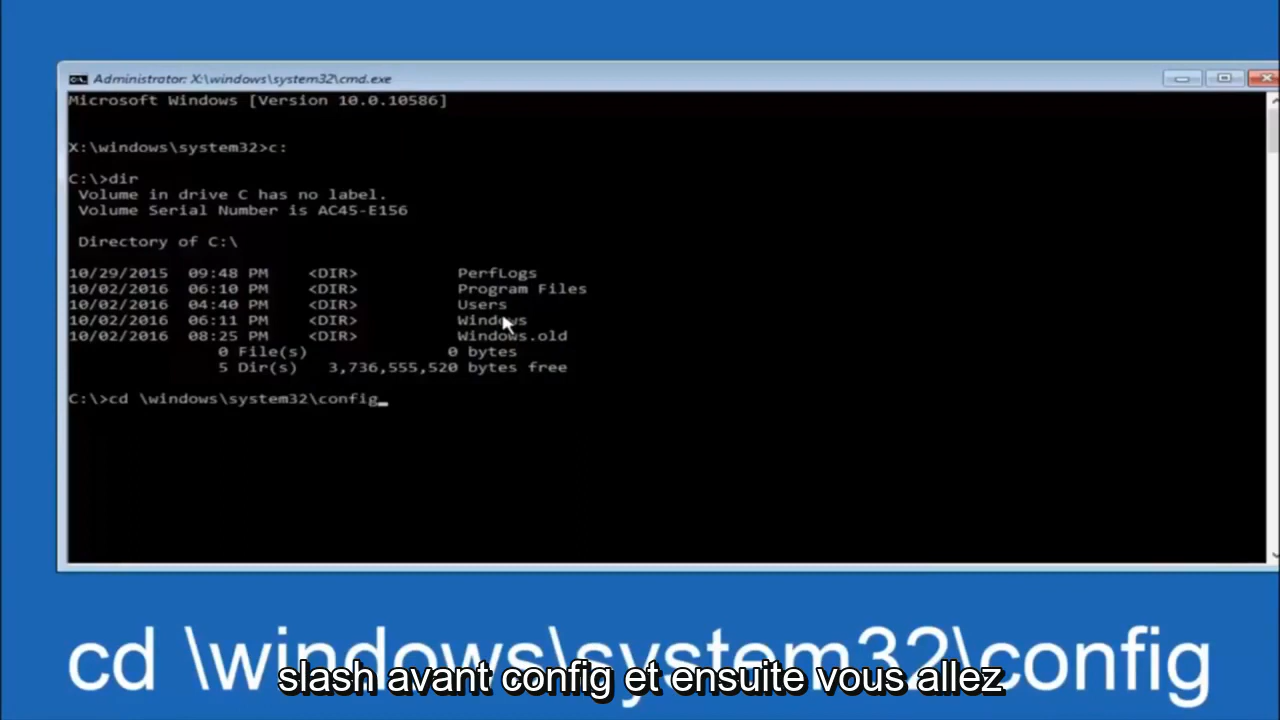 Administrator: X:\windows\system32\cmd.exe
Microsoft Windows [Version 10.0.10586]
X:\windows\system32>c:
C:\>dir
Volume in drive C has no label.
Volume Serial Number is AC45-E156
Directory of C:\
10/29/2015 09:48 PM <DIR> PerfLogs
10/02/2016 06:10 PM <DIR> Program Files
10/02/2016 04:40 PM <DIR> Users
10/02/2016 06:11 PM <DIR> Windows
10/02/2016 08:25 PM <DIR> Windows.old
0 File(s) 0 bytes
5 Dir(s) 3,736,555,520 bytes free
C:\>cd \windows\system32\config_
cd \windows\system32\config
slash avant config et ensuite vous allez